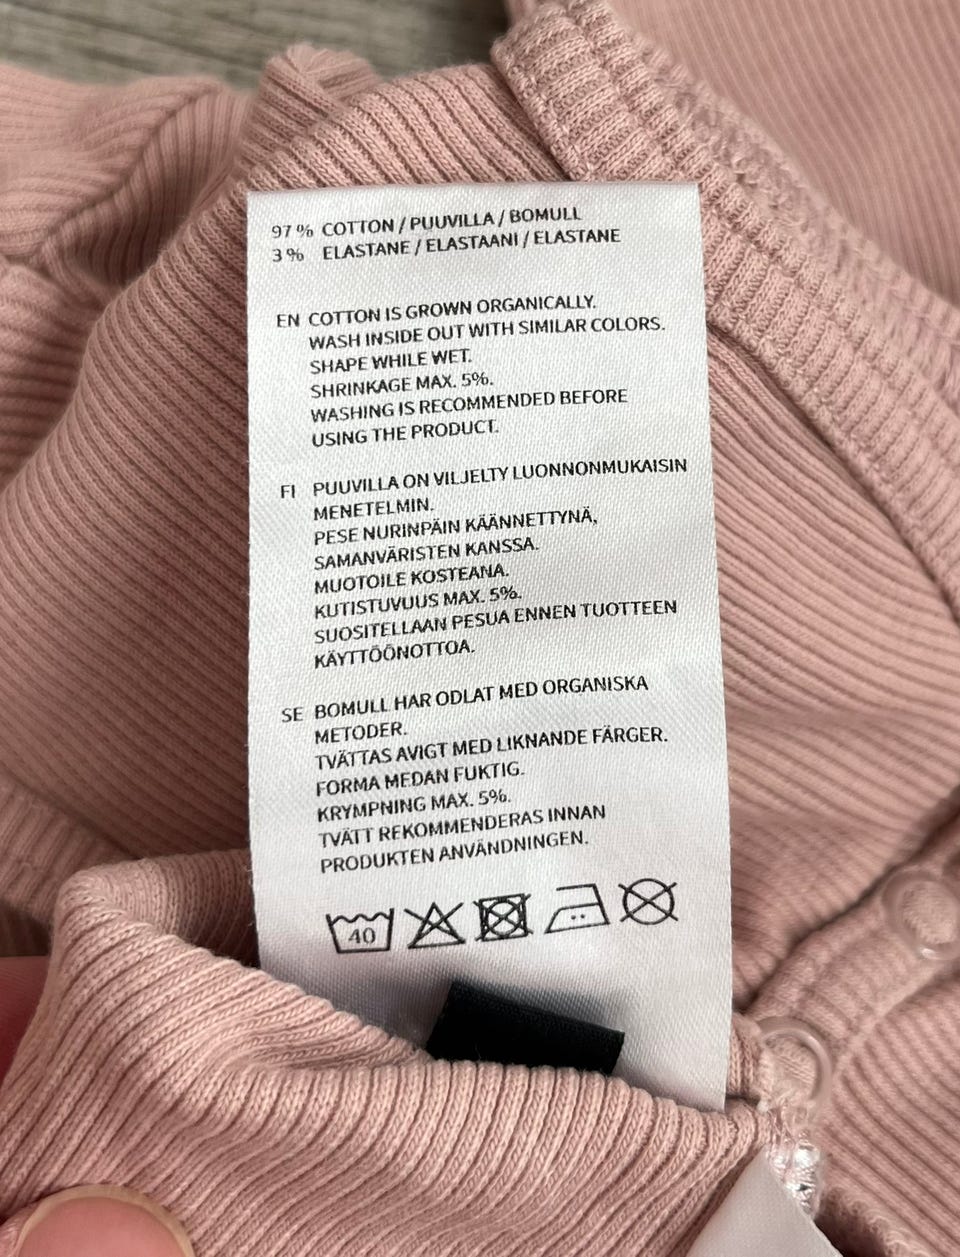 97 % COTTON / PUUVILLA / BOMULL
3 % ELASTANE / ELASTAANI / ELASTANE
EN COTTON IS GROWN ORGANICALLY.
WASH INSIDE OUT WITH SIMILAR COLORS.
SHAPE WHILE WET.
SHRINKAGE MAX. 5%.
WASHING IS RECOMMENDED BEFORE
USING THE PRODUCT.
FI PUUVILLA ON VILJELTY LUONNONMUKAISIN
MENETELMIN.
PESE NURINPÄIN KÄÄNNETTYNÄ,
SAMANVÄRISTEN KANSSA.
MUOTOILE KOSTEANA.
KUTISTUVUUS MAX. 5%.
SUOSITELLAAN PESUA ENNEN TUOTTEEN
KÄYTTÖÖNOTTOA.
SE BOMULL HAR ODLAT MED ORGANISKA
METODER.
TVÄTTAS AVIGT MED LIKNANDE FÄRGER.
FORMA MEDAN FUKTIG.
KRYMPNING MAX. 5%.
TVÄTT REKOMMENDERAS INNAN
PRODUKTEN ANVÄNDNINGEN.
40